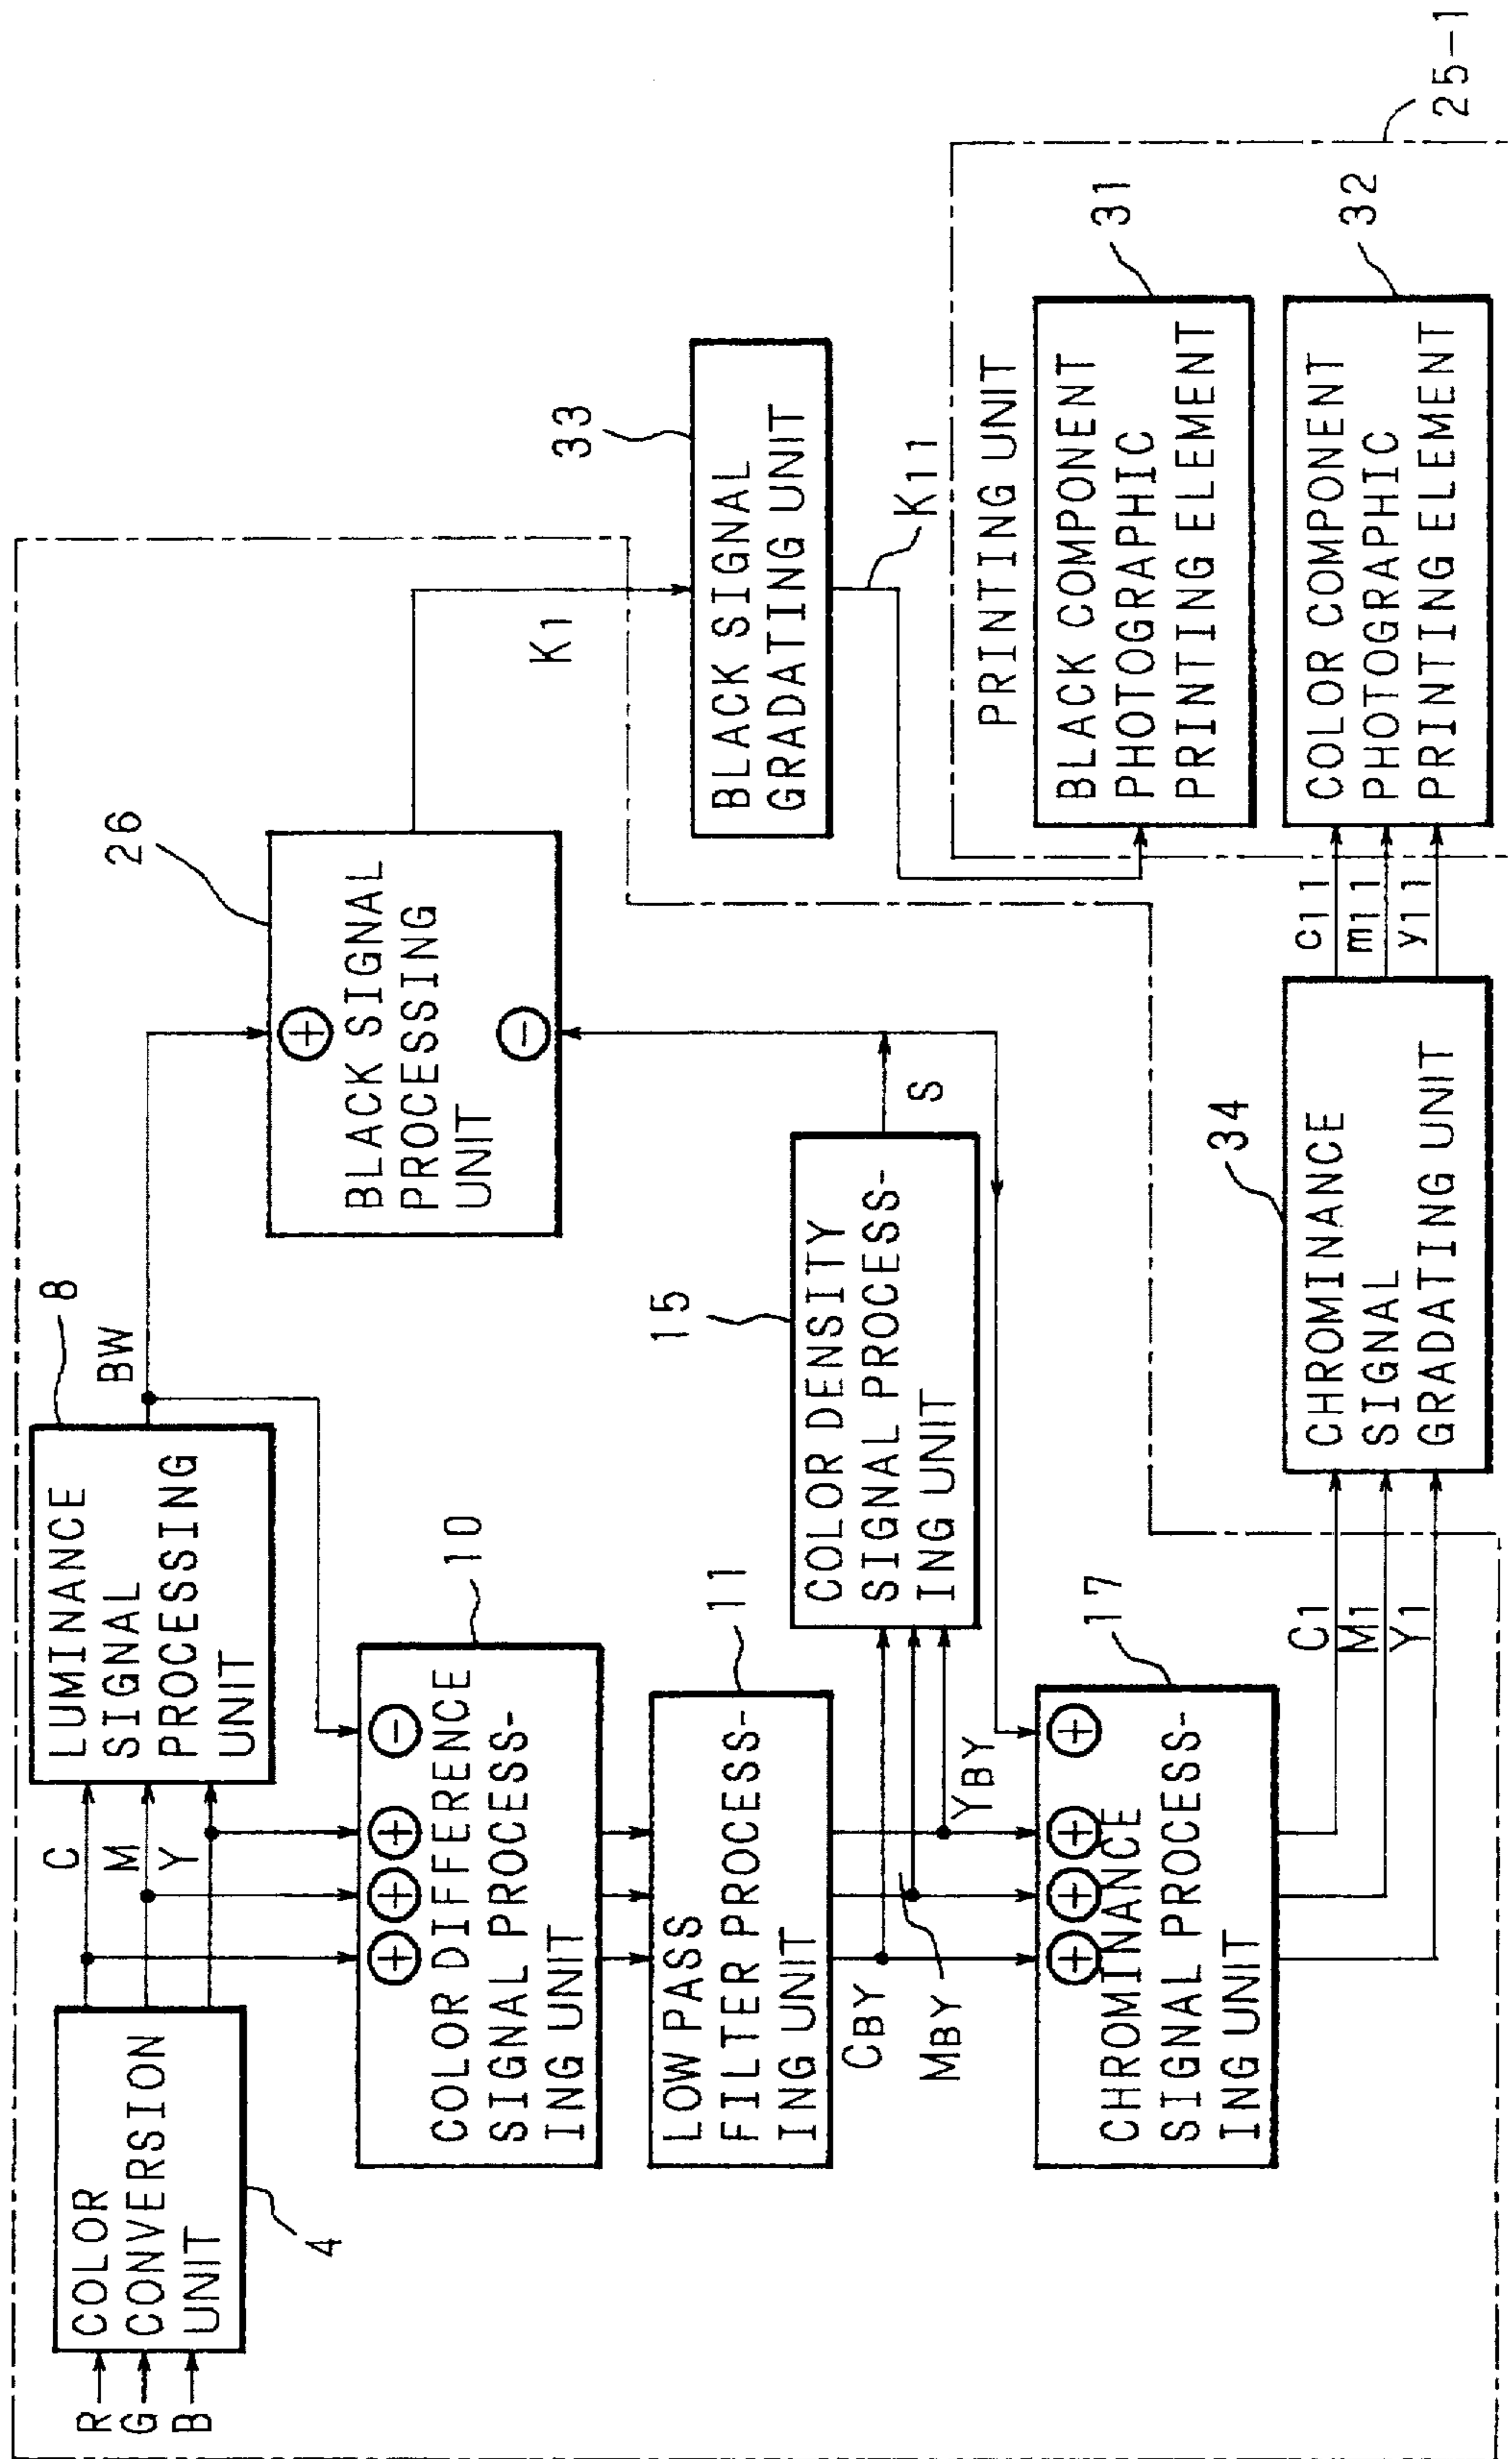 R
G
B
COLOR
CONVERSION
UNIT
4
C
M
Y
LUMINANCE
SIGNAL
PROCESSING
UNIT
8
BW
26
+
BLACK SIGNAL
PROCESSING
UNIT
−
K1
33
BLACK SIGNAL
GRADATING UNIT
K11
10
+ + + −
COLOR DIFFERENCE
SIGNAL PROCESS-
ING UNIT
11
LOW PASS
FILTER PROCESS-
ING UNIT
CBY
MBY
YBY
15
COLOR DENSITY
SIGNAL PROCESS-
ING UNIT
S
17
+ + + +
CHROMINANCE
SIGNAL PROCESS-
ING UNIT
C1
M1
Y1
34
CHROMINANCE
SIGNAL
GRADATING UNIT
c11
m11
y11
25-1
PRINTING UNIT
31
BLACK COMPONENT
PHOTOGRAPHIC
PRINTING ELEMENT
32
COLOR COMPONENT
PHOTOGRAPHIC
PRINTING ELEMENT